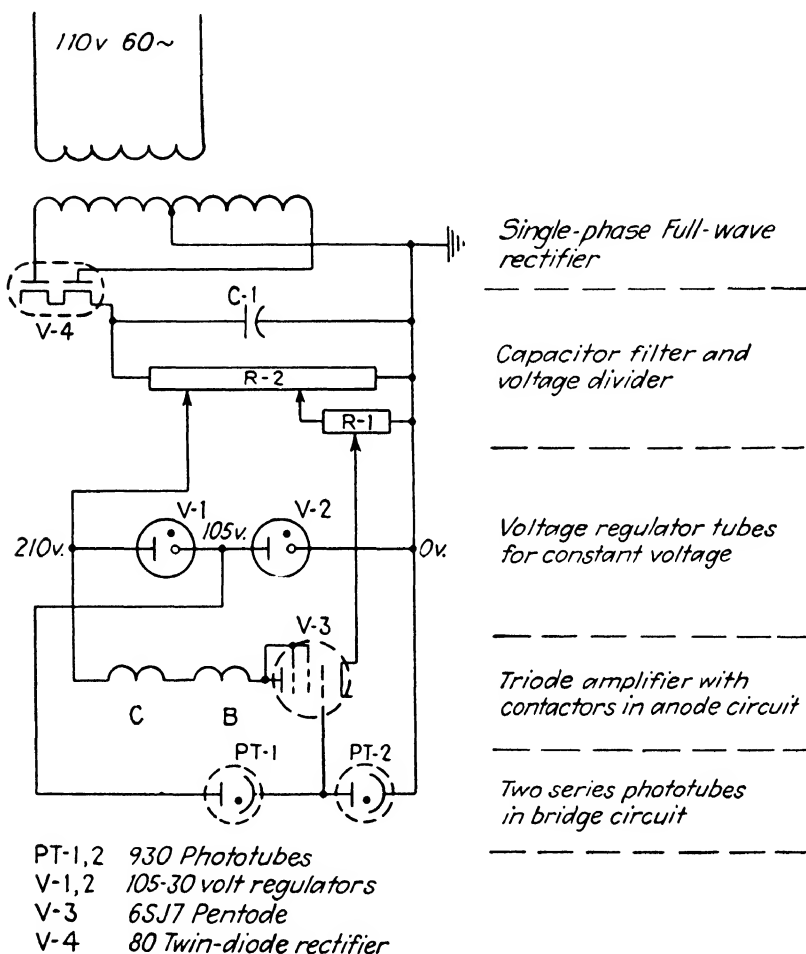 110v 60~
Single-phase Full-wave
rectifier
C-1
V-4
Capacitor filter and
voltage divider
R-2
R-1
V-1
V-2
210v.
105v.
0v.
Voltage regulator tubes
for constant voltage
V-3
Triode amplifier with
contactors in anode circuit
C
B
PT-1
PT-2
Two series phototubes
in bridge circuit
PT-1,2 930 Phototubes
V-1,2 105-30 volt regulators
V-3 6SJ7 Pentode
V-4 80 Twin-diode rectifier